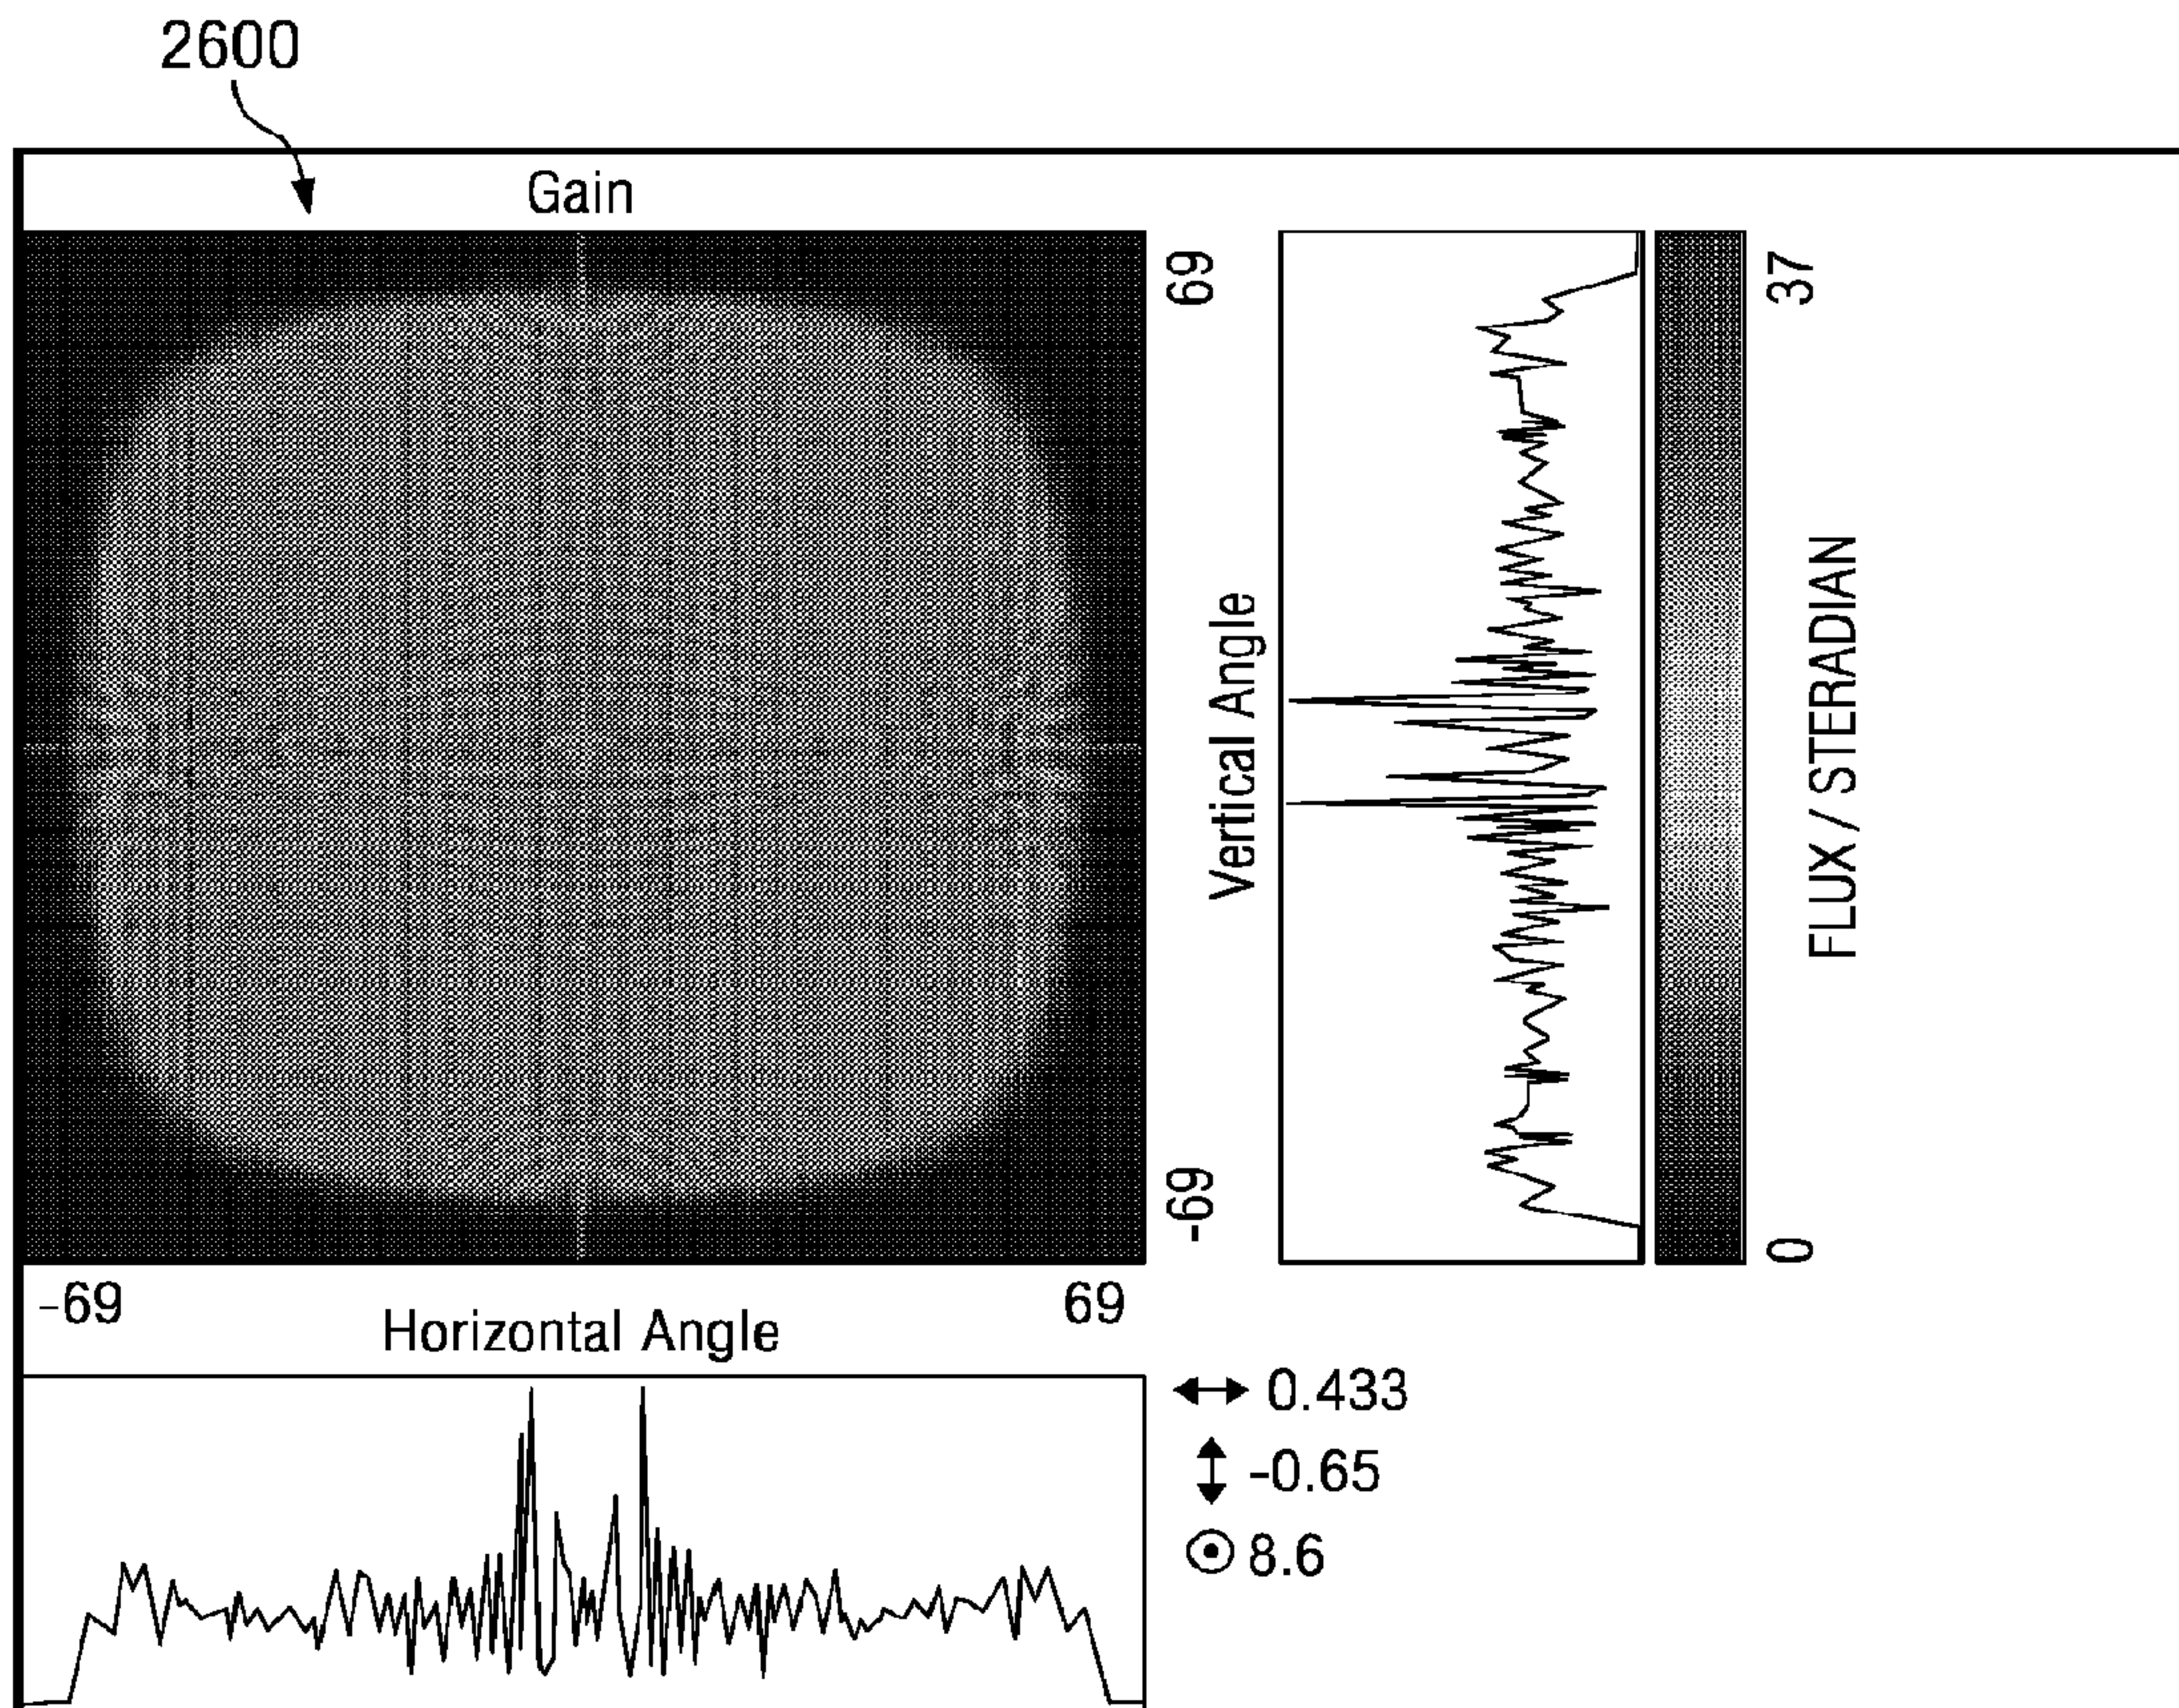 2600
Gain
69
Vertical Angle
-69
37
FLUX / STERADIAN
0
-69
69
Horizontal Angle
0.433
-0.65
8.6